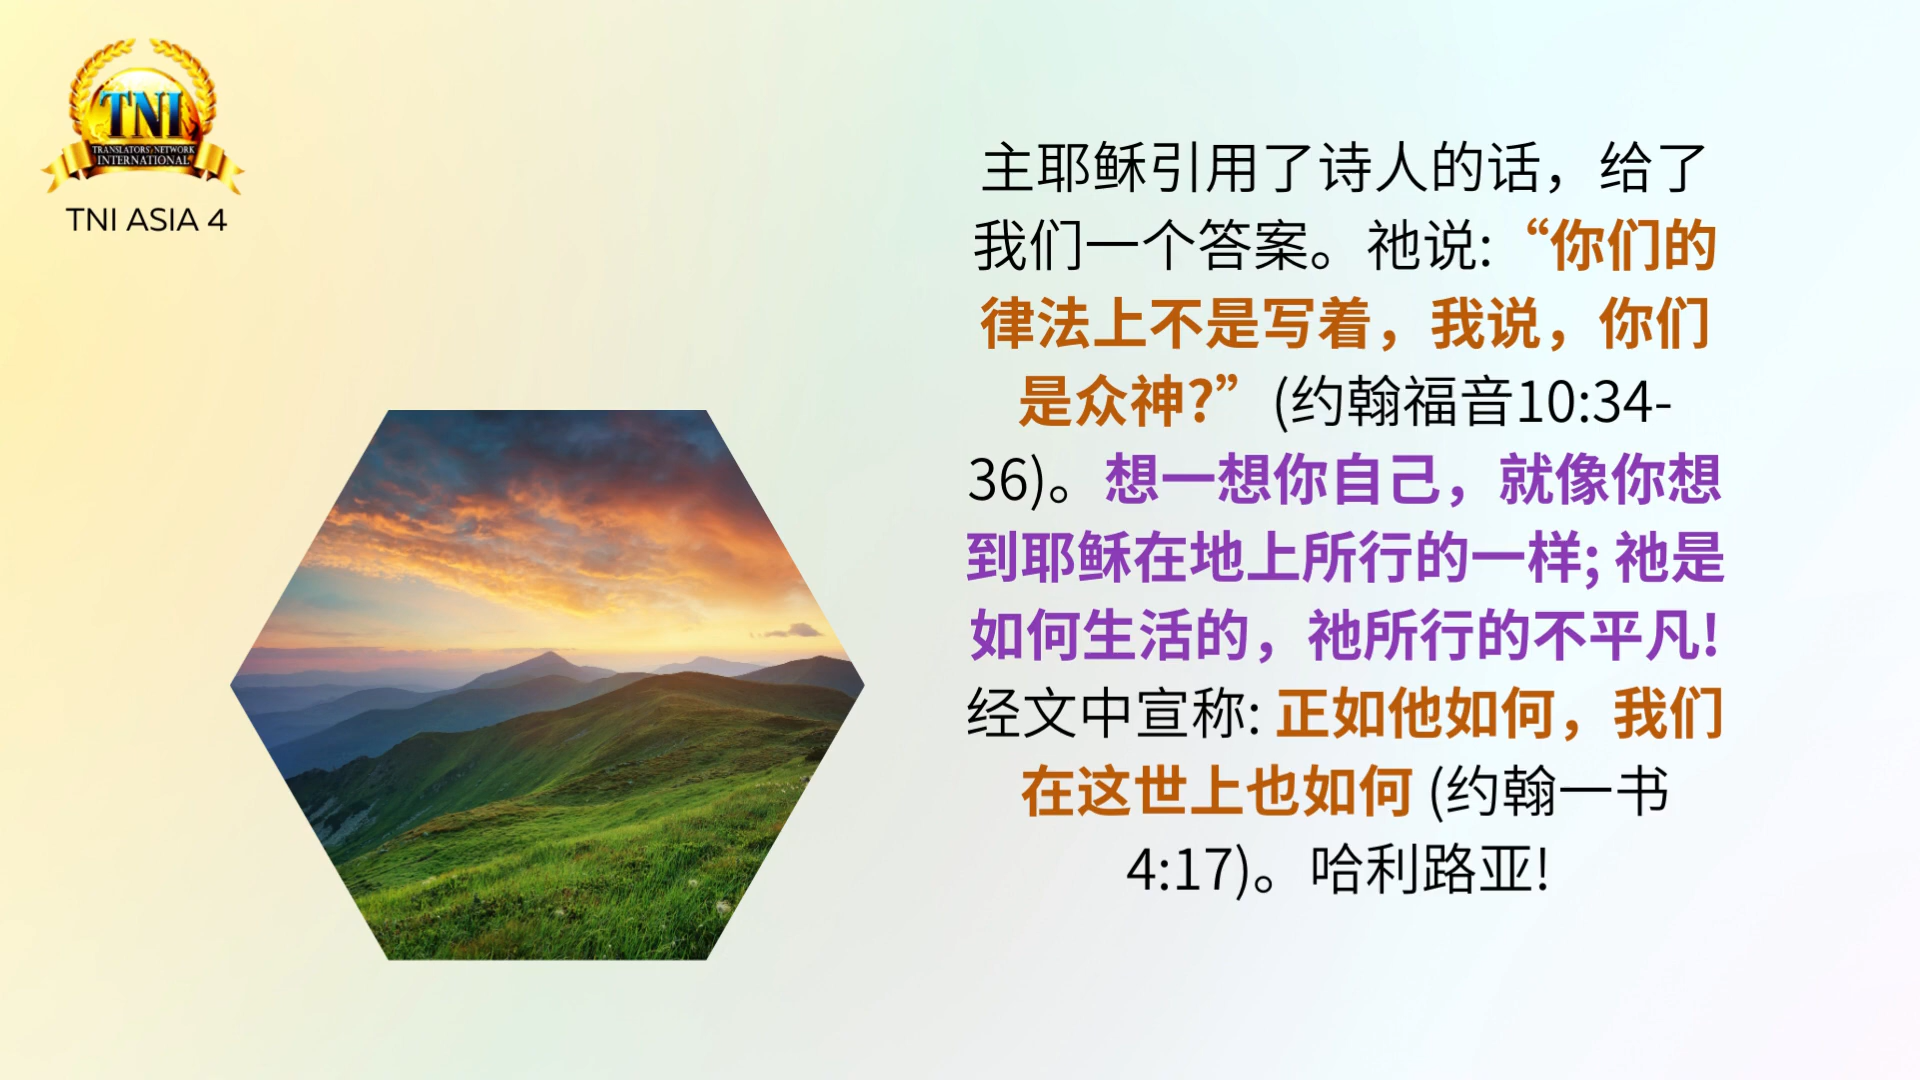 TNI
TRANSLATORS' NETWORK
INTERNATIONAL
TNI ASIA 4
主耶稣引用了诗人的话，给了
我们一个答案。祂说: “你们的
律法上不是写着，我说，你们
是众神?” (约翰福音10:34-
36)。想一想你自己，就像你想
到耶稣在地上所行的一样; 祂是
如何生活的，祂所行的不平凡!
经文中宣称: 正如他如何，我们
在这世上也如何 (约翰一书
4:17)。哈利路亚!